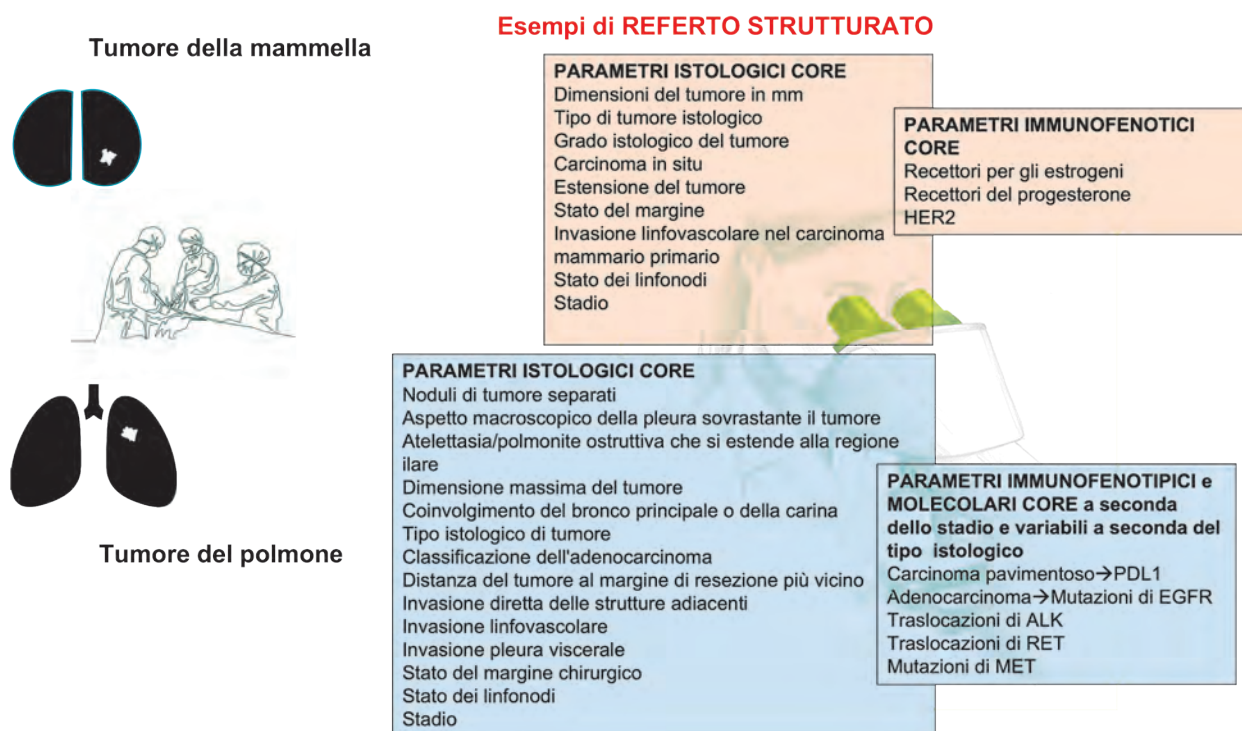 Esempi di REFERTO STRUTTURATO
Tumore della mammella
PARAMETRI ISTOLOGICI CORE
Dimensioni del tumore in mm
Tipo di tumore istologico
Grado istologico del tumore
Carcinoma in situ
Estensione del tumore
Stato del margine
Invasione linfovascolare nel carcinoma
mammario primario
Stato dei linfonodi
Stadio
PARAMETRI IMMUNOFENOTICI
CORE
Recettori per gli estrogeni
Recettori del progesterone
HER2
Tumore del polmone
PARAMETRI ISTOLOGICI CORE
Noduli di tumore separati
Aspetto macroscopico della pleura sovrastante il tumore
Atelettasia/polmonite ostruttiva che si estende alla regione
ilare
Dimensione massima del tumore
Coinvolgimento del bronco principale o della carina
Tipo istologico di tumore
Classificazione dell'adenocarcinoma
Distanza del tumore al margine di resezione più vicino
Invasione diretta delle strutture adiacenti
Invasione linfovascolare
Invasione pleura viscerale
Stato del margine chirurgico
Stato dei linfonodi
Stadio
PARAMETRI IMMUNOFENOTIPICI e
MOLECOLARI CORE a seconda
dello stadio e variabili a seconda del
tipo istologico
Carcinoma pavimentoso→PDL1
Adenocarcinoma→Mutazioni di EGFR
Traslocazioni di ALK
Traslocazioni di RET
Mutazioni di MET